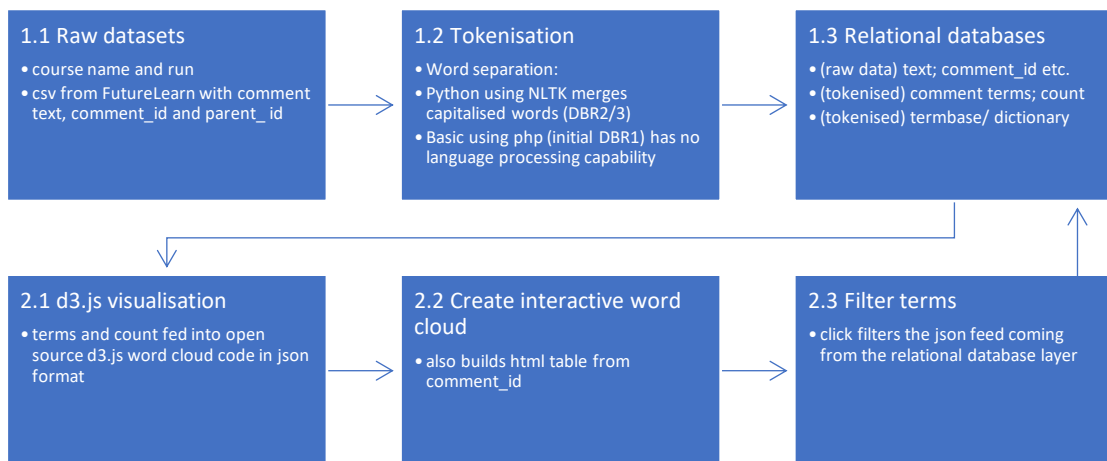 1.1 Raw datasets
• course name and run
• csv from FutureLearn with comment
text, comment_id and parent_ id
1.2 Tokenisation
• Word separation:
• Python using NLTK merges
capitalised words (DBR2/3)
• Basic using php (initial DBR1) has no
language processing capability
1.3 Relational databases
• (raw data) text; comment_id etc.
• (tokenised) comment terms; count
• (tokenised) termbase/ dictionary
2.1 d3.js visualisation
• terms and count fed into open
source d3.js word cloud code in json
format
2.2 Create interactive word
cloud
• also builds html table from
comment_id
2.3 Filter terms
• click filters the json feed coming
from the relational database layer